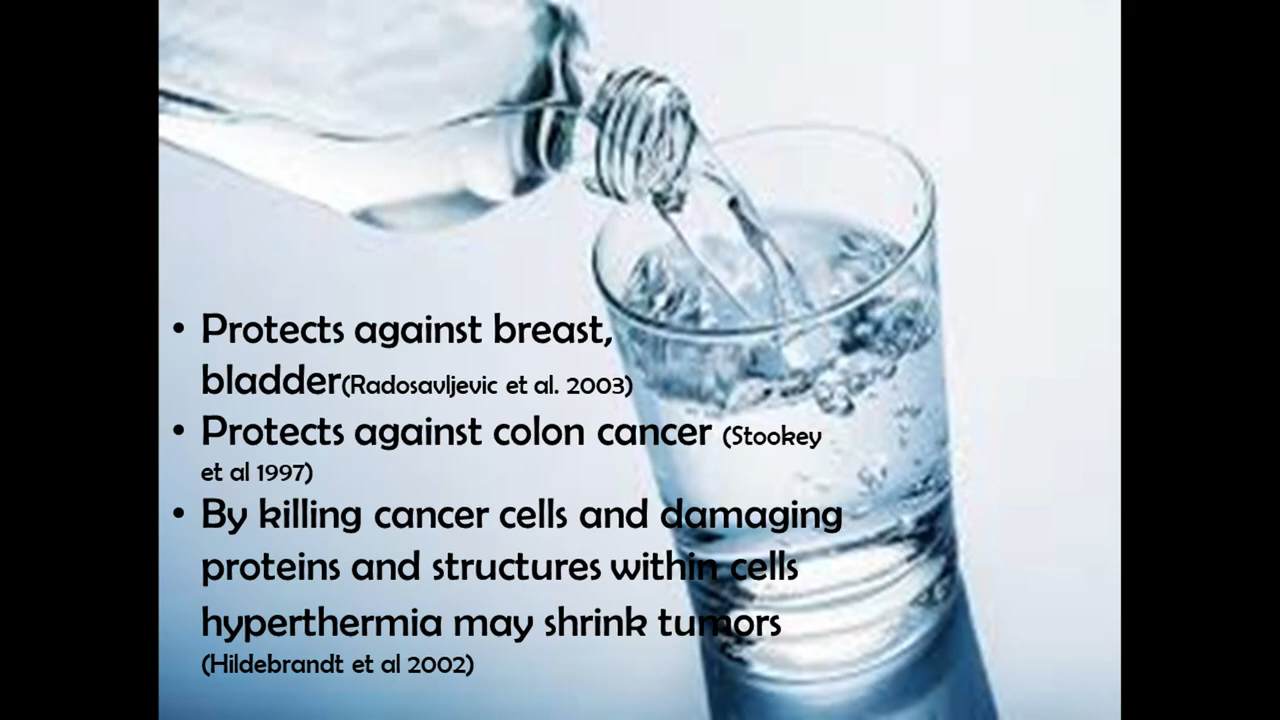 • Protects against breast,
bladder(Radosavljevic et al. 2003)
• Protects against colon cancer (Stookey
et al 1997)
• By killing cancer cells and damaging
proteins and structures within cells
hyperthermia may shrink tumors
(Hildebrandt et al 2002)